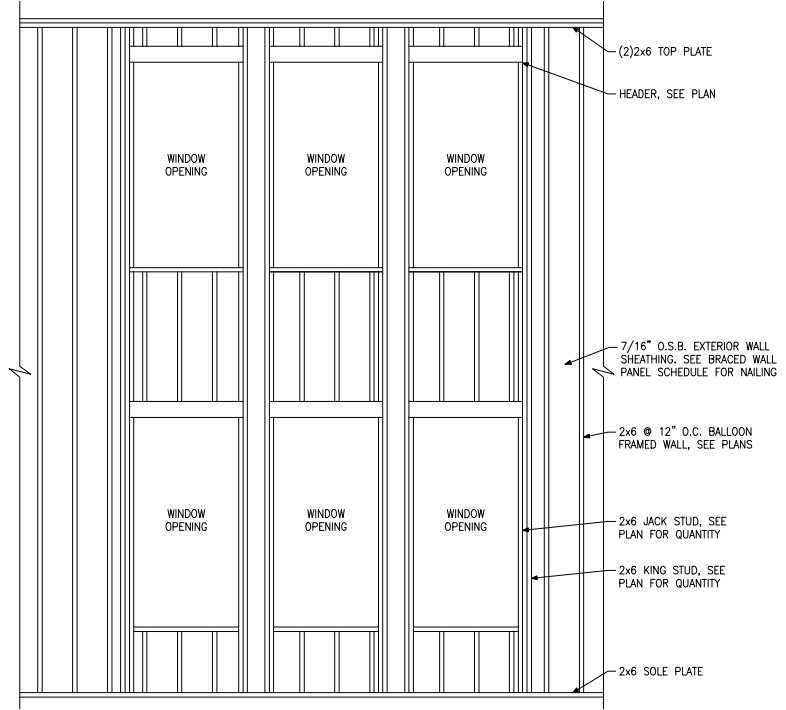 (2)2x6 TOP PLATE
HEADER, SEE PLAN
WINDOW
OPENING
WINDOW
OPENING
WINDOW
OPENING
7/16" O.S.B. EXTERIOR WALL
SHEATHING. SEE BRACED WALL
PANEL SCHEDULE FOR NAILING
2x6 @ 12" O.C. BALLOON
FRAMED WALL, SEE PLANS
WINDOW
OPENING
WINDOW
OPENING
WINDOW
OPENING
2x6 JACK STUD, SEE
PLAN FOR QUANTITY
2x6 KING STUD, SEE
PLAN FOR QUANTITY
2x6 SOLE PLATE